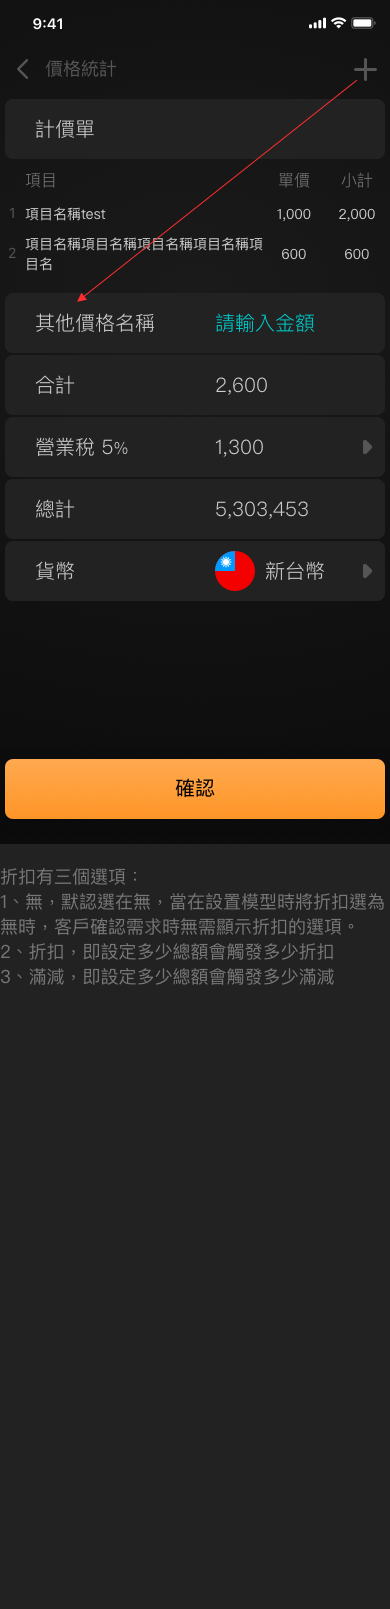 9:41
價格統計
計價單
項目 單價 小計
1 項目名稱test 1,000 2,000
2 項目名稱項目名稱項目名稱項目名稱項目名 600 600
其他價格名稱 請輸入金額
合計 2,600
營業稅 5% 1,300
總計 5,303,453
貨幣 新台幣
確認
折扣有三個選項：
1、無，默認選在無，當在設置模型時將折扣選為
無時，客戶確認需求時無需顯示折扣的選項。
2、折扣，即設定多少總額會觸發多少折扣
3、滿減，即設定多少總額會觸發多少滿減